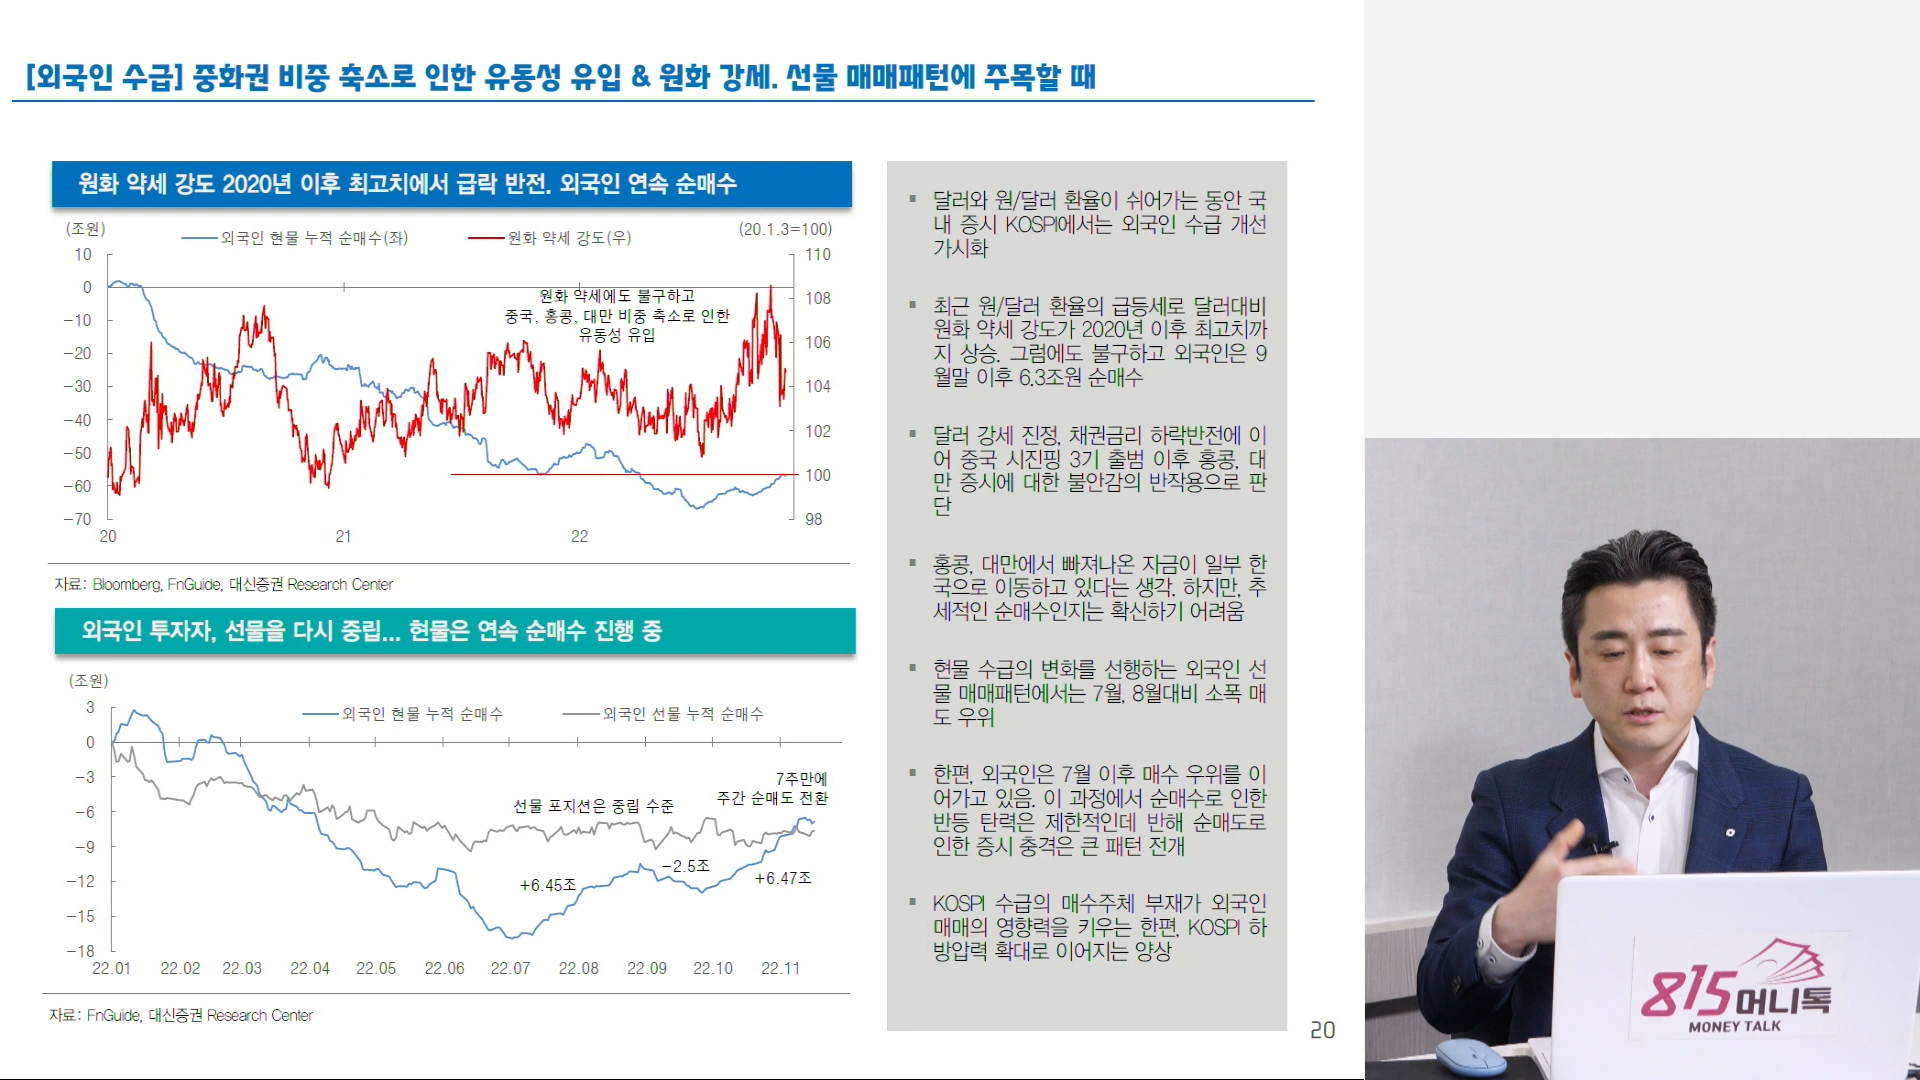 [외국인 수급] 중화권 비중 축소로 인한 유동성 유입 & 원화 강세. 선물 매매패턴에 주목할 때
원화 약세 강도 2020년 이후 최고치에서 급락 반전. 외국인 연속 순매수
(조원)
외국인 현물 누적 순매수(좌)
원화 약세 강도(우)
(20.1.3=100)
10
0
-10
-20
-30
-40
-50
-60
-70
110
108
106
104
102
100
98
원화 약세에도 불구하고
중국, 홍콩, 대만 비중 축소로 인한
유동성 유입
20
21
22
자료: Bloomberg, FnGuide, 대신증권 Research Center
외국인 투자자, 선물을 다시 중립... 현물은 연속 순매수 진행 중
(조원)
외국인 현물 누적 순매수
외국인 선물 누적 순매수
3
0
-3
-6
-9
-12
-15
-18
7주만에
주간 순매도 전환
선물 포지션은 중립 수준
+6.45조
-2.5조
+6.47조
22.01
22.02
22.03
22.04
22.05
22.06
22.07
22.08
22.09
22.10
22.11
자료: FnGuide, 대신증권 Research Center
▪ 달러와 원/달러 환율이 쉬어가는 동안 국
내 증시 KOSPI에서는 외국인 수급 개선
가시화
▪ 최근 원/달러 환율의 급등세로 달러대비
원화 약세 강도가 2020년 이후 최고치까
지 상승. 그럼에도 불구하고 외국인은 9
월말 이후 6.3조원 순매수
▪ 달러 강세 진정, 채권금리 하락반전에 이
어 중국 시진핑 3기 출범 이후 홍콩, 대
만 증시에 대한 불안감의 반작용으로 판
단
▪ 홍콩, 대만에서 빠져나온 자금이 일부 한
국으로 이동하고 있다는 생각. 하지만, 추
세적인 순매수인지는 확신하기 어려움
▪ 현물 수급의 변화를 선행하는 외국인 선
물 매매패턴에서는 7월, 8월대비 소폭 매
도 우위
▪ 한편, 외국인은 7월 이후 매수 우위를 이
어가고 있음. 이 과정에서 순매수로 인한
반등 탄력은 제한적인데 반해 순매도로
인한 증시 충격은 큰 패턴 전개
▪ KOSPI 수급의 매수주체 부재가 외국인
매매의 영향력을 키우는 한편, KOSPI 하
방압력 확대로 이어지는 양상
20
815머니톡
MONEY TALK